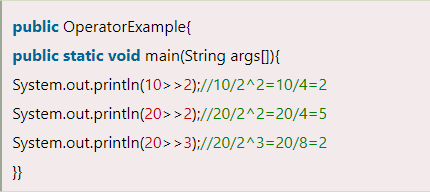 public OperatorExample{
public static void main(String args[]){
System.out.println(10>>2);//10/2^2=10/4=2
System.out.println(20>>2);//20/2^2=20/4=5
System.out.println(20>>3);//20/2^3=20/8=2
}}